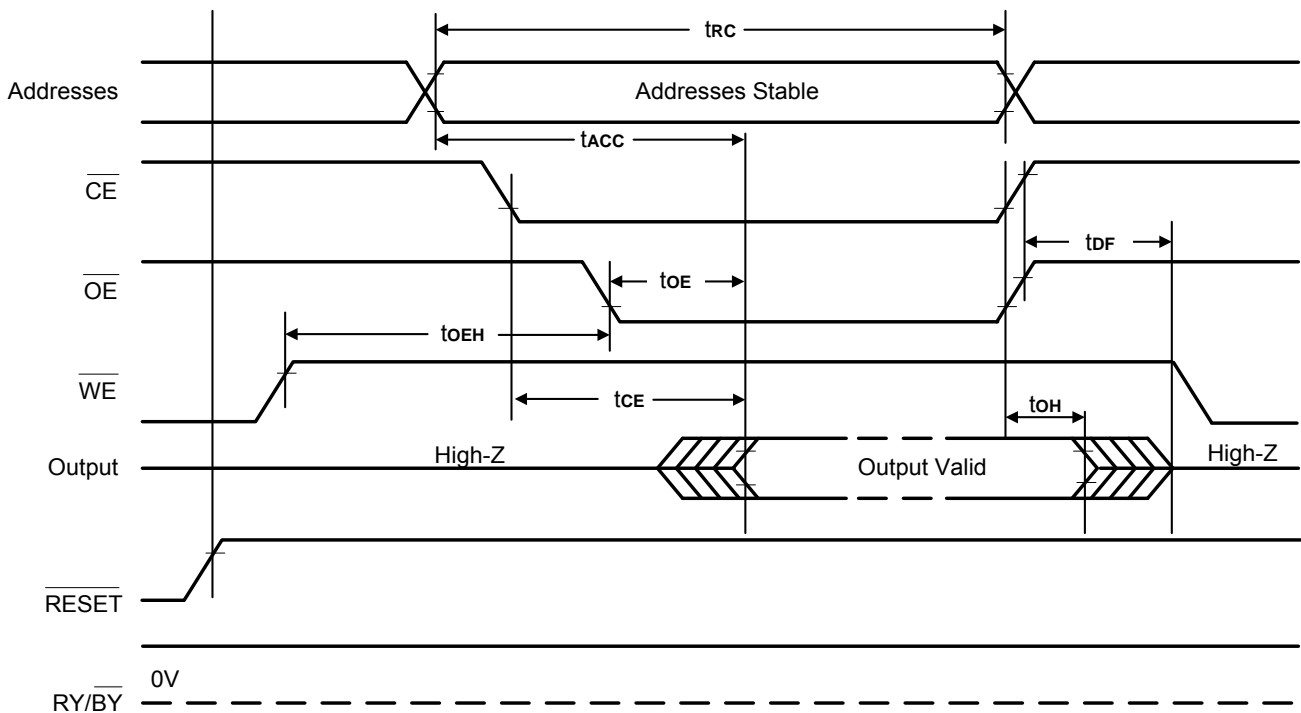 tRC
Addresses
Addresses Stable
tACC
CE
tDF
OE
tOE
tOEH
WE
tCE
tOH
High-Z
Output
Output Valid
High-Z
RESET
0V
RY/BY